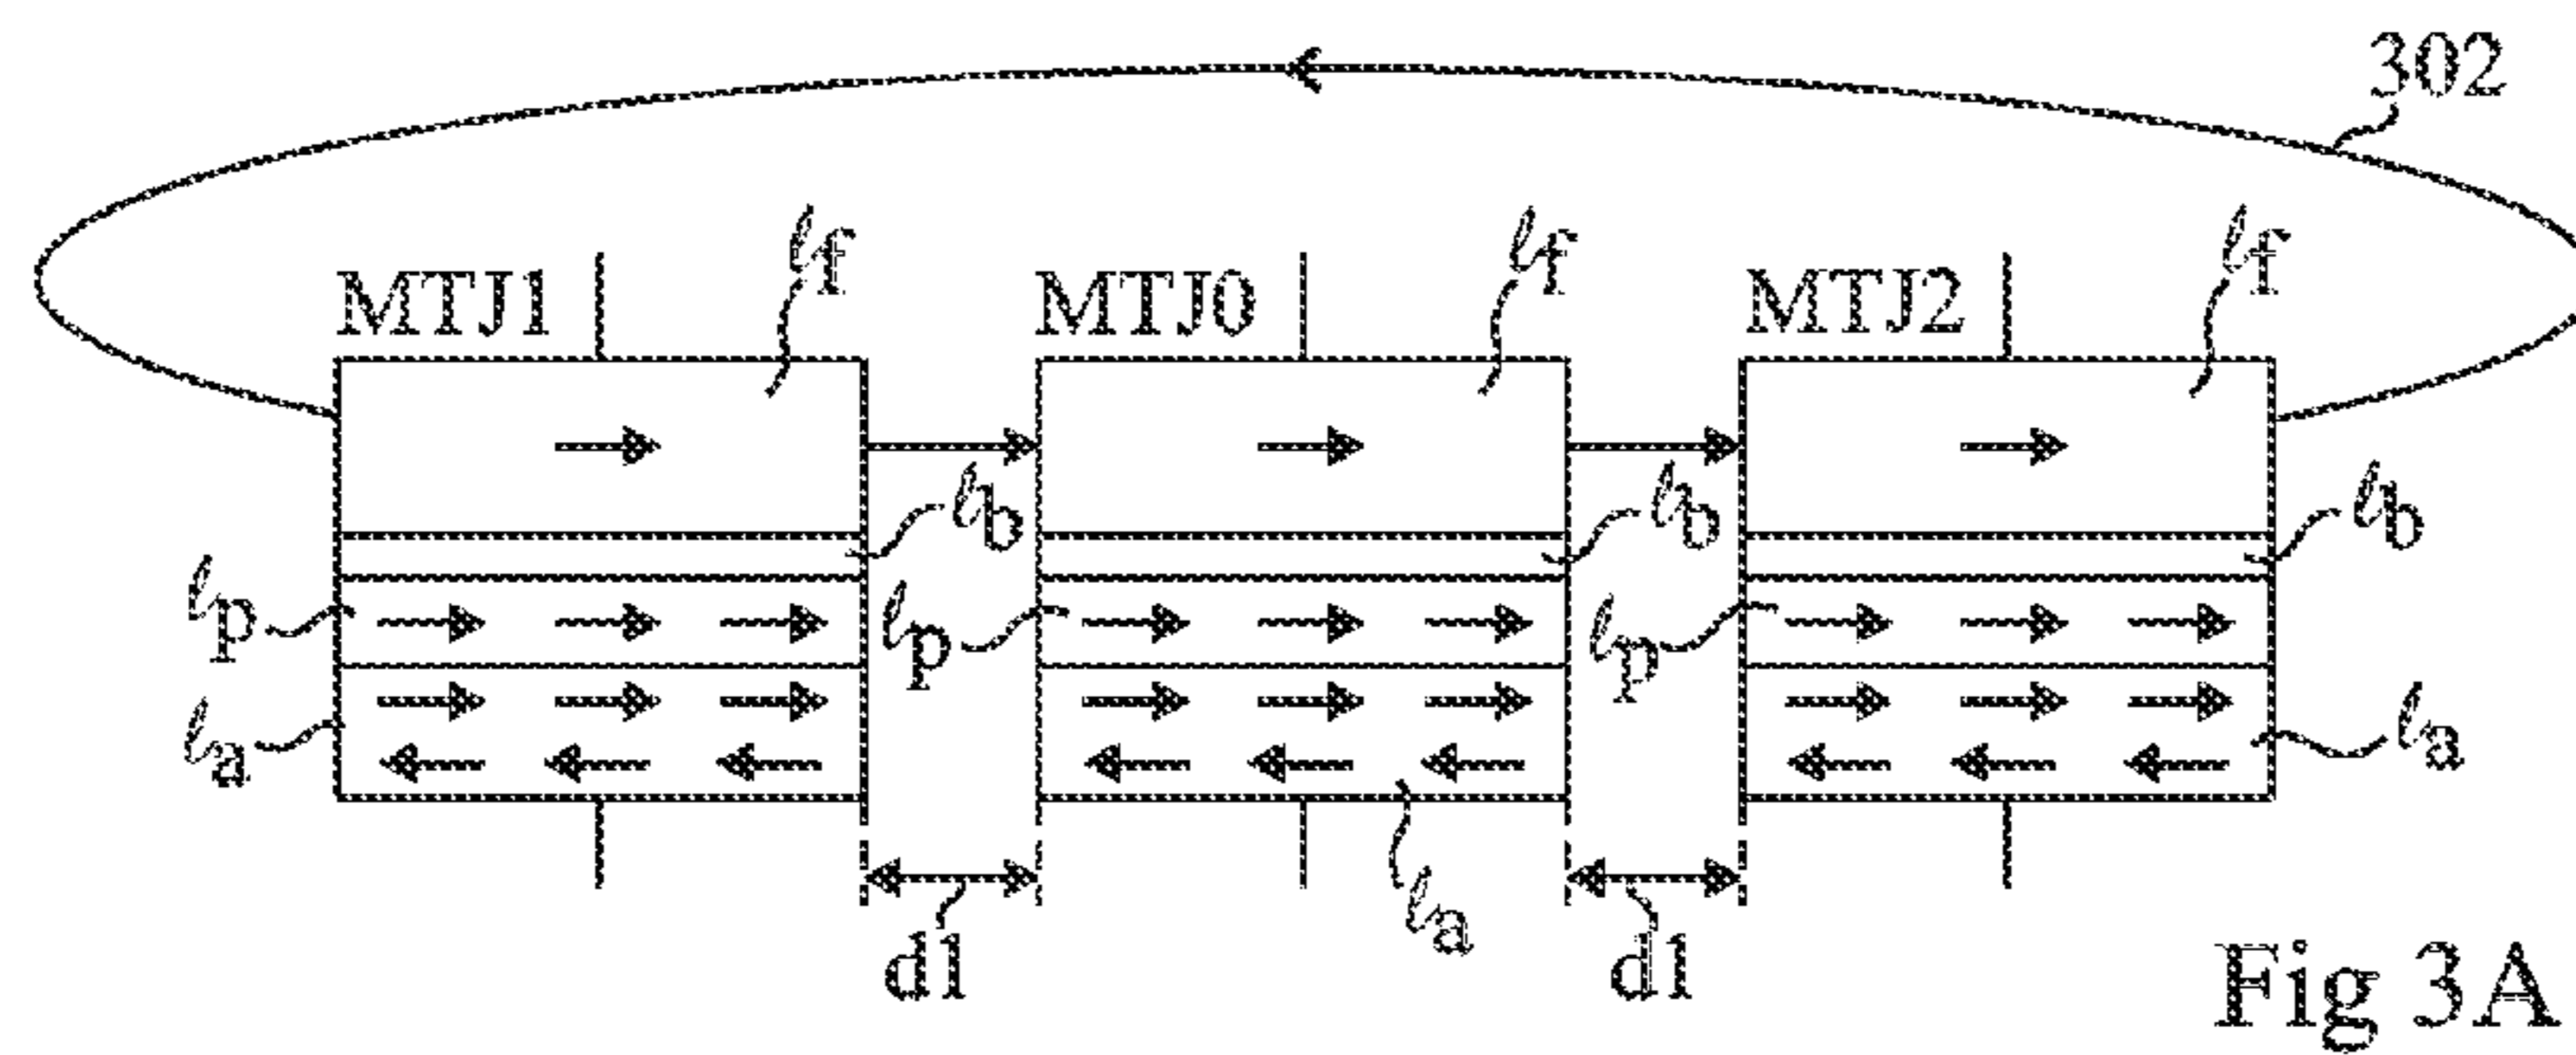 302
MTJ1 ℓf MTJ0 ℓf MTJ2 ℓf
ℓb ℓb ℓb
ℓp ℓp ℓp
ℓa ℓa
ℓa
d1 d1
Fig 3A